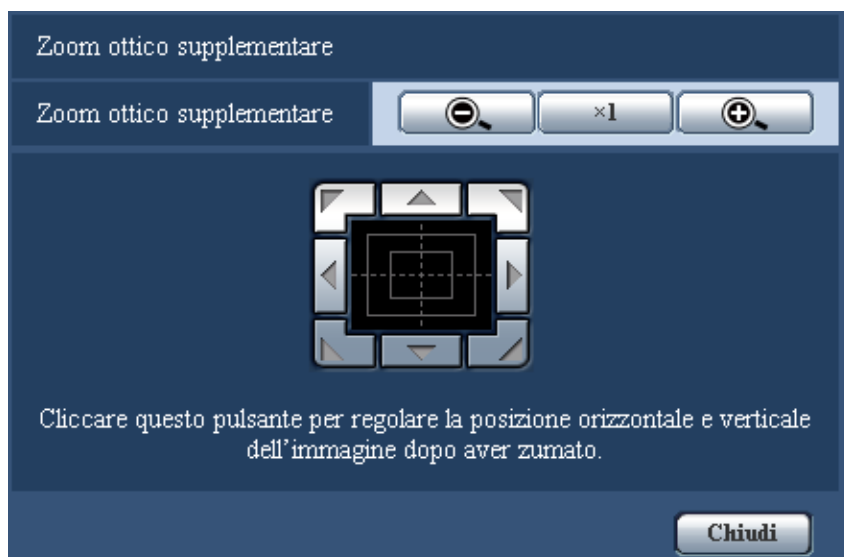 Zoom ottico supplementare
Zoom ottico supplementare
×1
Cliccare questo pulsante per regolare la posizione orizzontale e verticale
dell'immagine dopo aver zumato.
Chiudi